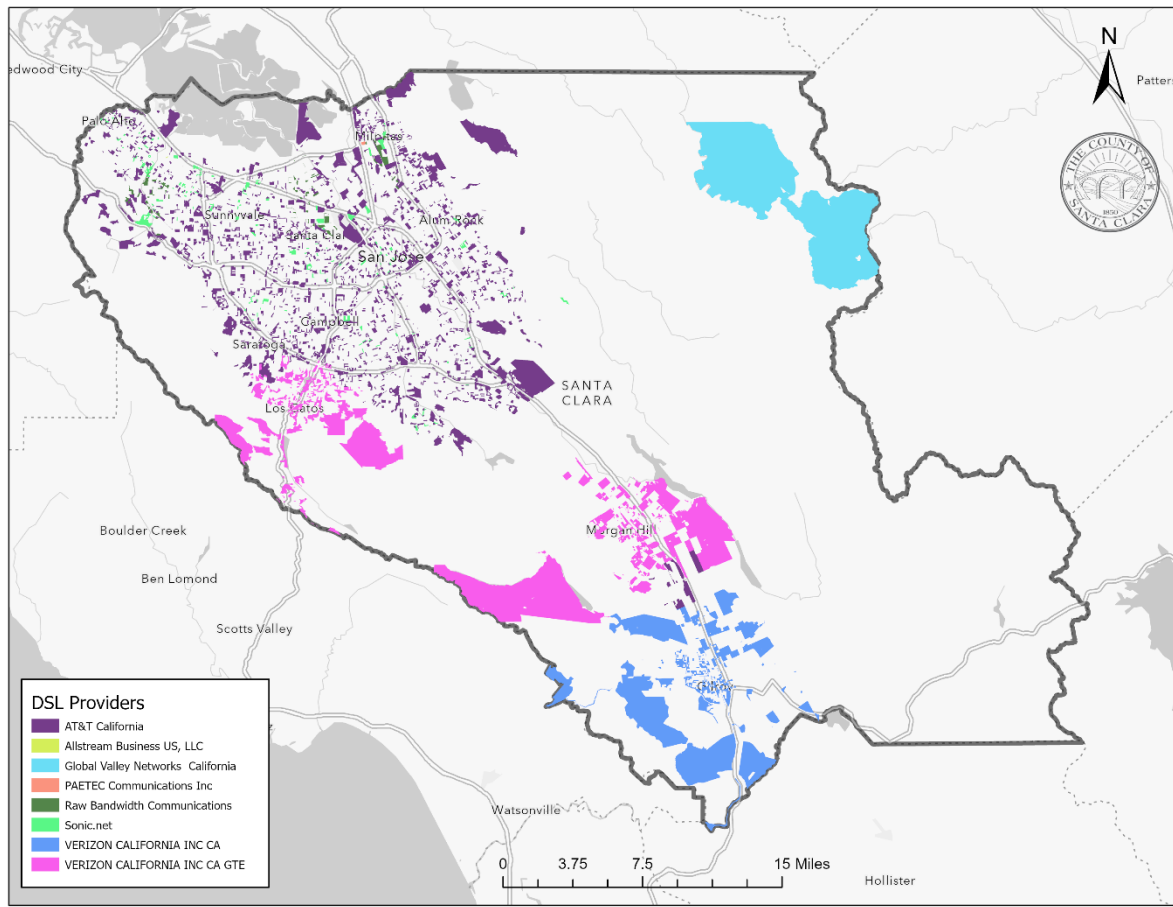 N
edwood City
Patters
Palo Alto
Milpitas
THE COUNTY OF
SANTA CLARA
1850
Sunnyvale
Alum Rock
Santa Clar
San Jose
Campbell
Saratoga
SANTA
CLARA
Los Gatos
Boulder Creek
Morgan Hill
Ben Lomond
Scotts Valley
Gilroy
DSL Providers
AT&T California
Allstream Business US, LLC
Global Valley Networks California
PAETEC Communications Inc
Raw Bandwidth Communications
Sonic.net
VERIZON CALIFORNIA INC CA
VERIZON CALIFORNIA INC CA GTE
z
Watsonville
0 3.75 7.5 15 Miles
Hollister